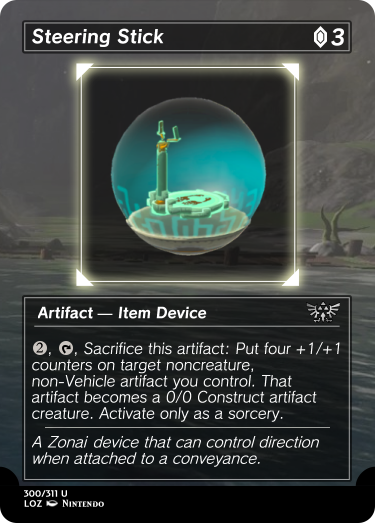 Steering Stick 3
Artifact — Item Device
2, T, Sacrifice this artifact: Put four +1/+1
counters on target noncreature,
non-Vehicle artifact you control. That
artifact becomes a 0/0 Construct artifact
creature. Activate only as a sorcery.
A Zonai device that can control direction
when attached to a conveyance.
300/311 U
LOZ Nintendo